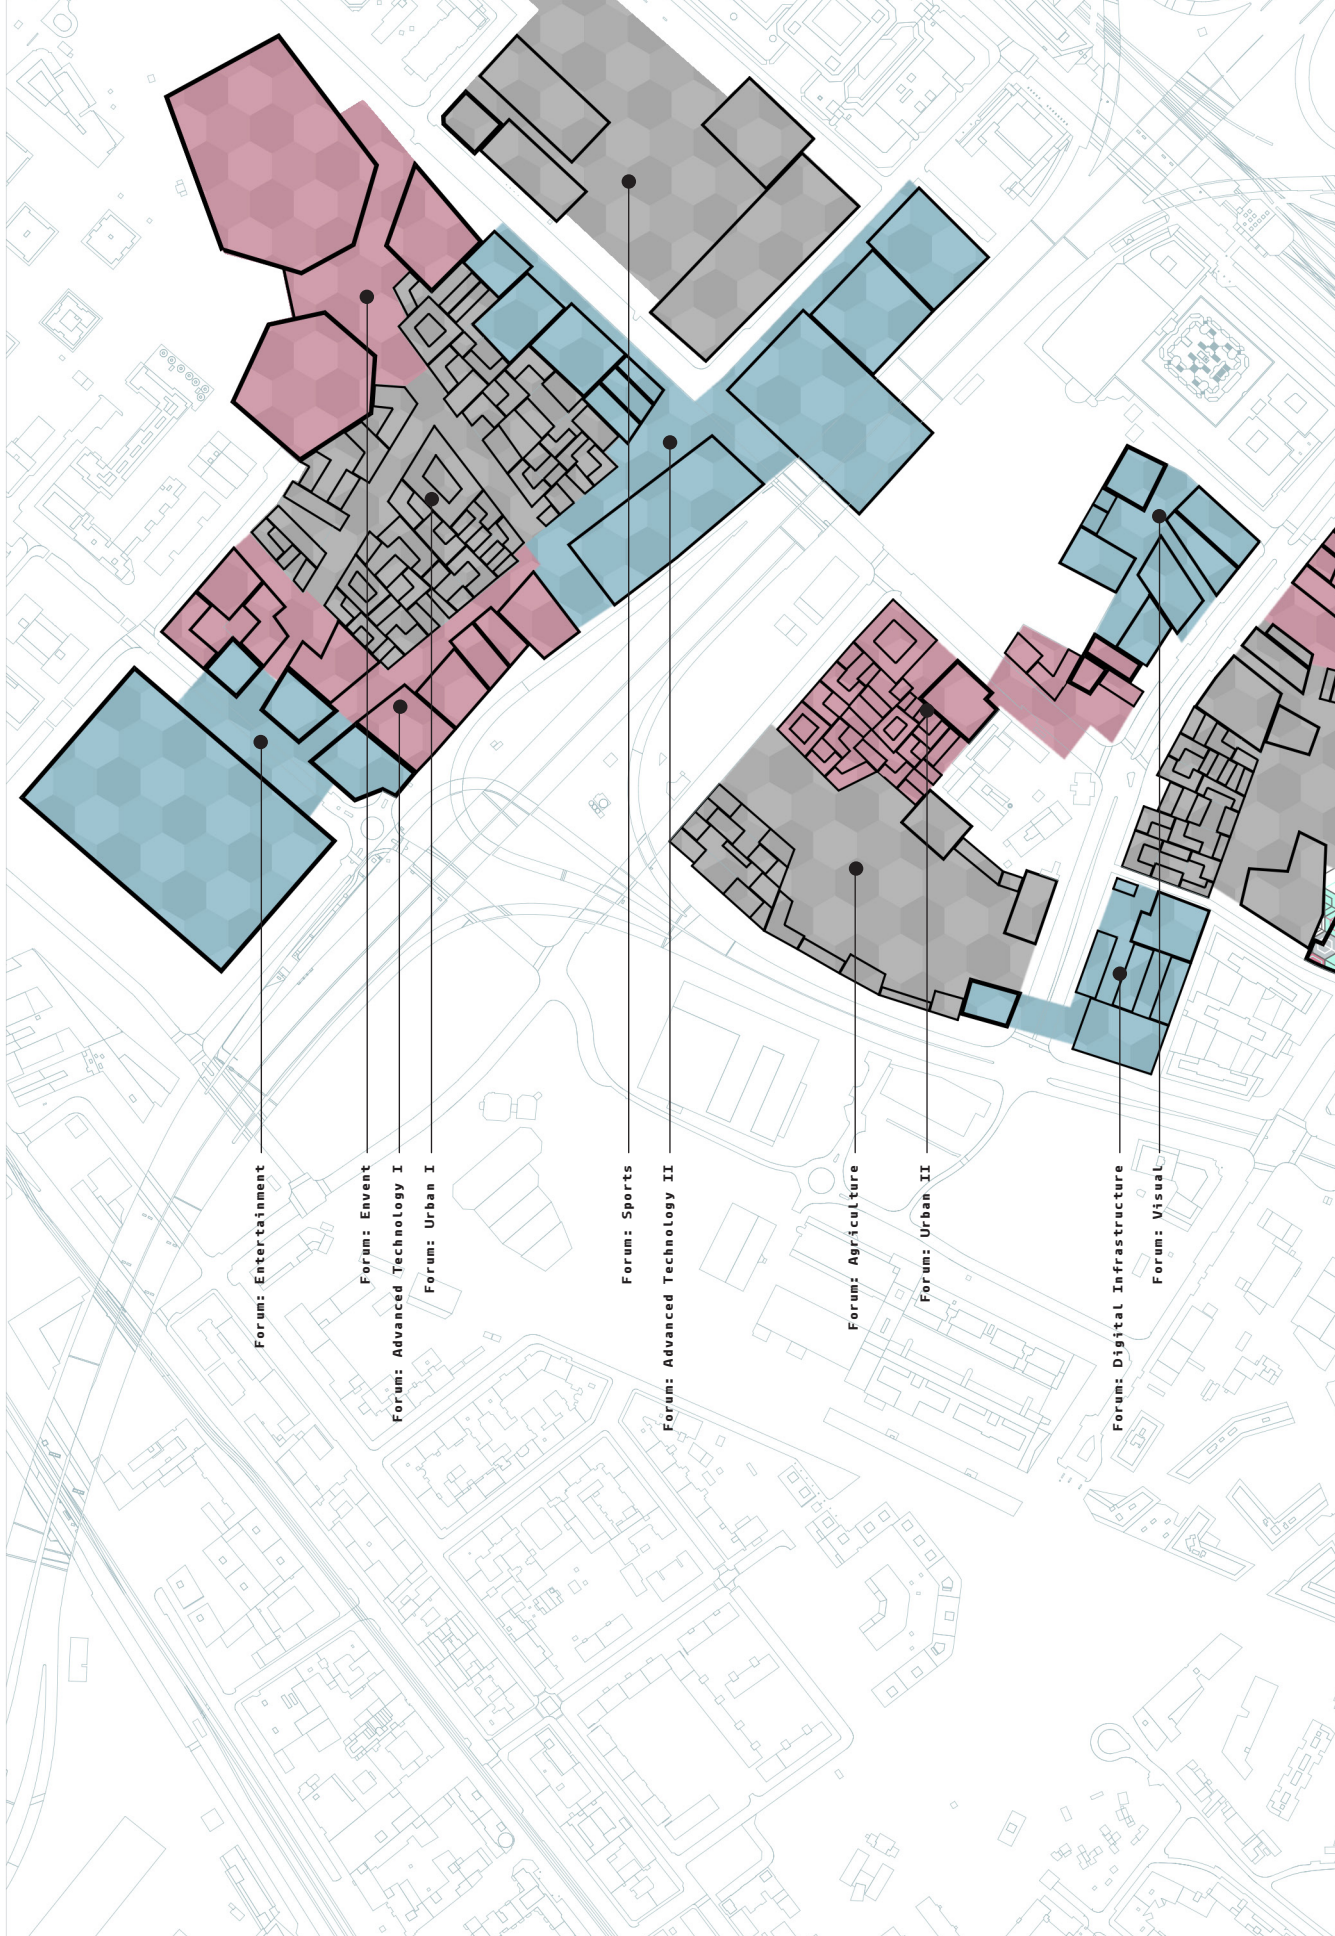 Forum: Entertainment
Forum: Envent
Forum: Advanced Technology I
Forum: Urban I
Forum: Sports
Forum: Advanced Technology II
Forum: Agriculture
Forum: Urban II
Forum: Digital Infrastructure
Forum: Visual